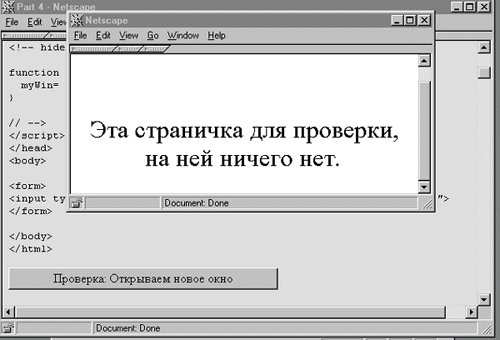 Part 4 - Netscape
Netscape
File Edit View Go Window Help
File Edit Vie
<!-- hide
function
myWin=
)
// -->
</script>
</head>
<body>
<form>
<input ty
">
</form>
</body>
</html>
Эта страничка для проверки,
на ней ничего нет.
Document: Done
Проверка: Открываем новое окно
Document: Done